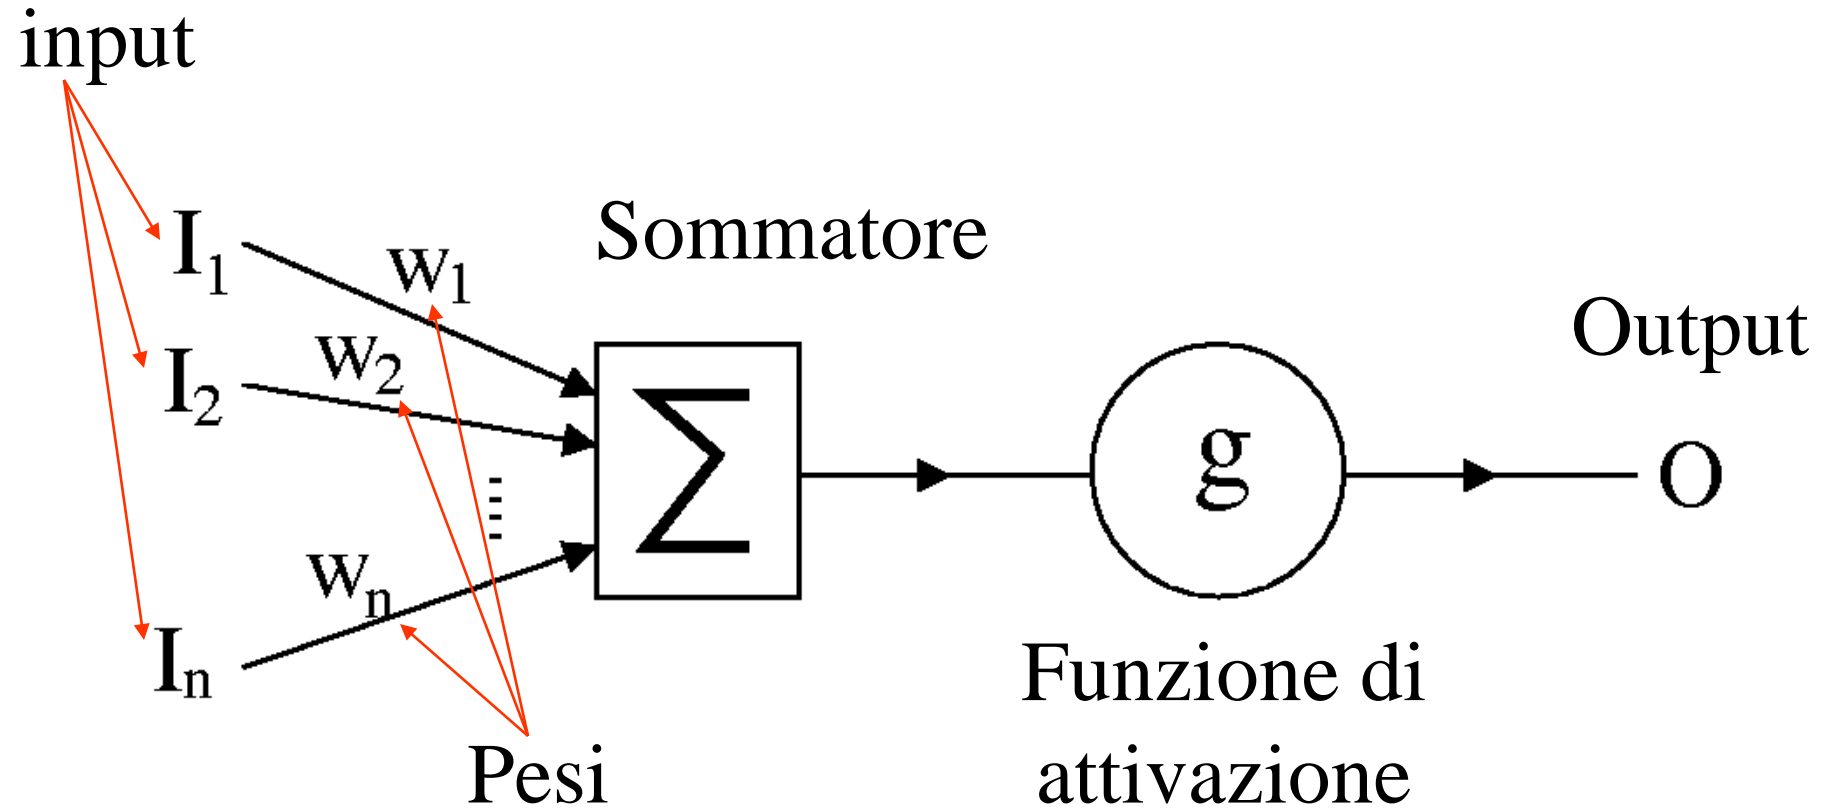 input
Sommatore
I1
w1
Output
w2
I2
Σ
g
O
wn
In
Funzione di
attivazione
Pesi